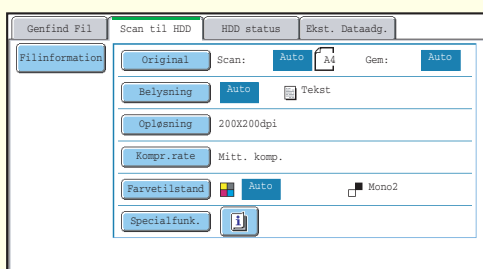 Genfind Fil Scan til HDD HDD status Ekst. Dataadg.
Filinformation Original Scan: Auto A4 Gem: Auto
Belysning Auto Tekst
Opløsning 200X200dpi
Kompr.rate Mitt. komp.
Farvetilstand Auto Mono2
Specialfunk.